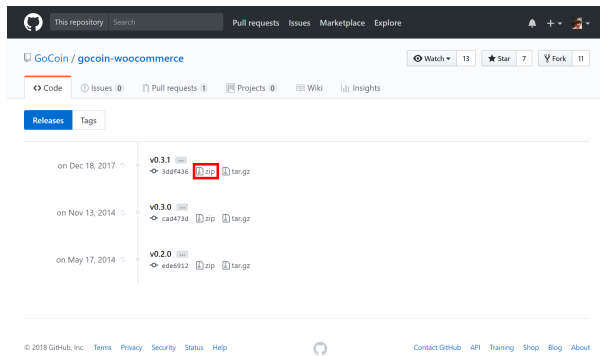 This repository Search Pull requests Issues Marketplace Explore
GoCoin / gocoin-woocommerce Watch 13 Star 7 Fork 11
Code Issues 0 Pull requests 1 Projects 0 Wiki Insights
Releases Tags
on Dec 18, 2017 v0.3.1 ...
3ddf436 zip tar.gz
on Nov 13, 2014 v0.3.0 ...
cad473d zip tar.gz
on May 17, 2014 v0.2.0 ...
ede6912 zip tar.gz
© 2018 GitHub, Inc. Terms Privacy Security Status Help Contact GitHub API Training Shop Blog About